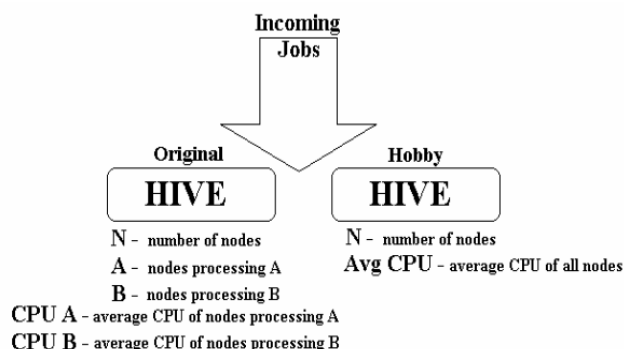 Incoming
Jobs
Original
HIVE
N - number of nodes
A - nodes processing A
B - nodes processing B
CPU A - average CPU of nodes processing A
CPU B - average CPU of nodes processing B
Hobby
HIVE
N - number of nodes
Avg CPU - average CPU of all nodes